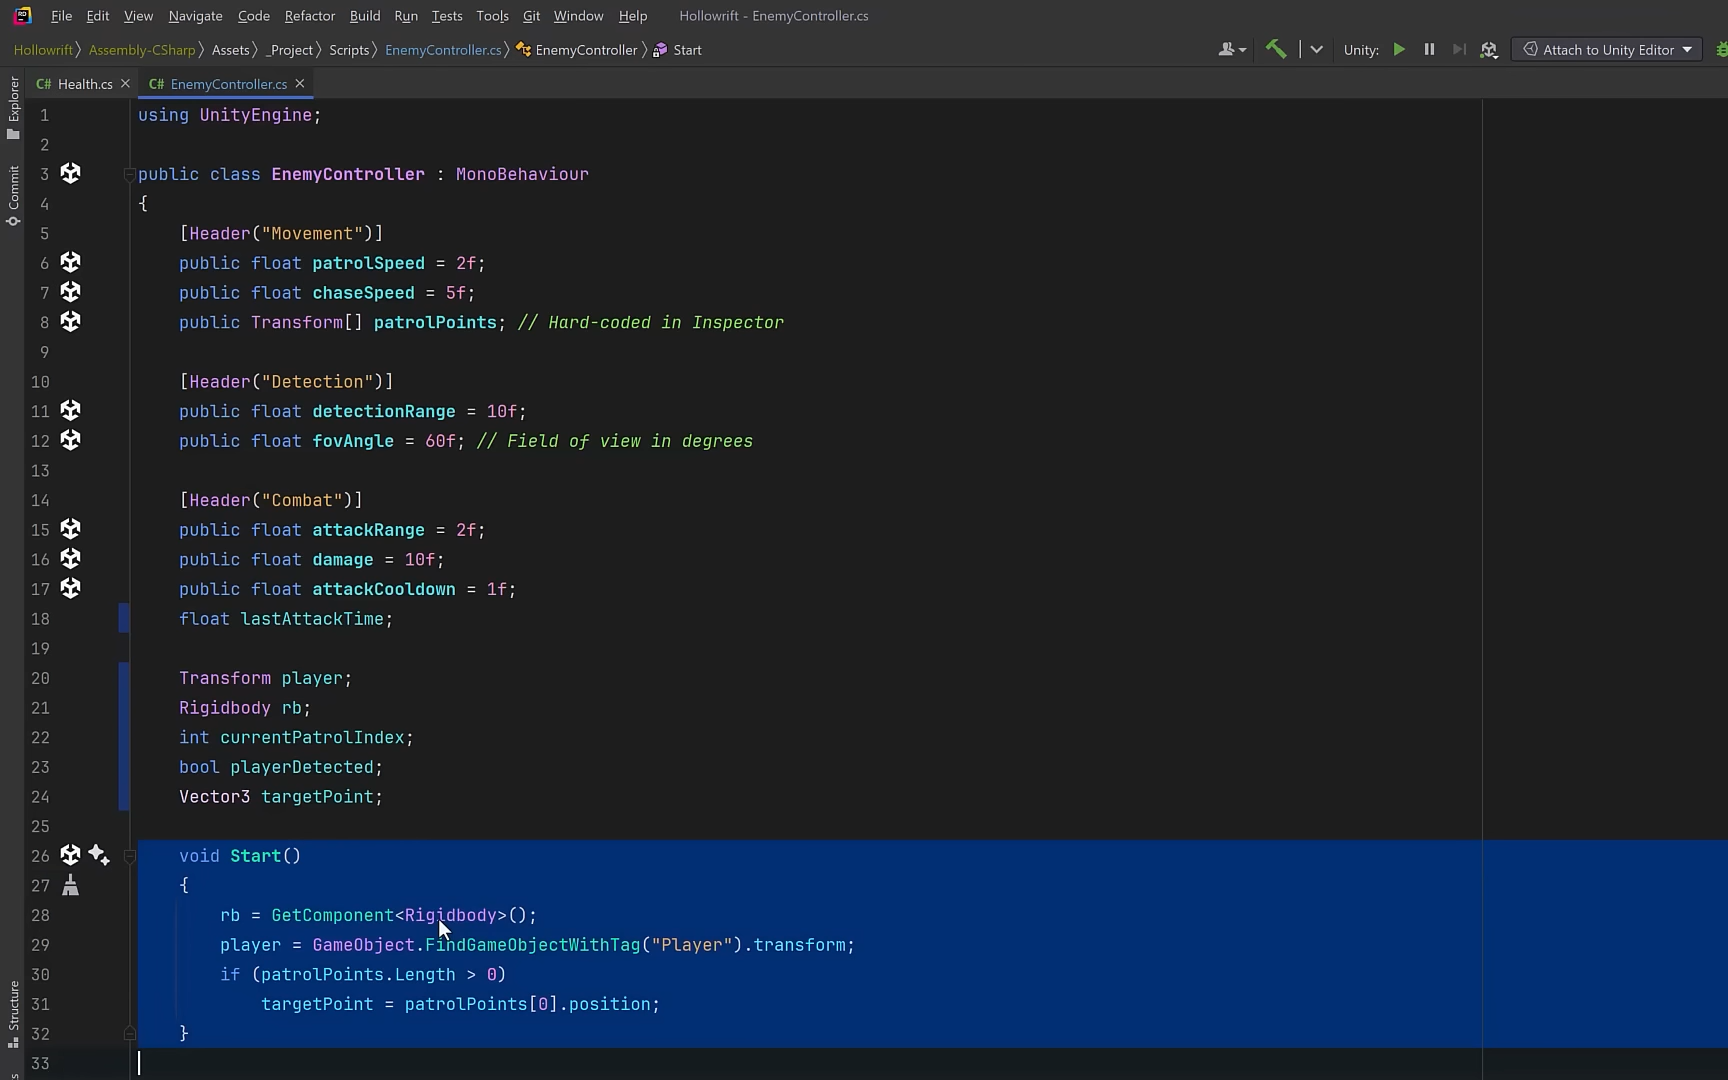 File Edit View Navigate Code Refactor Build Run Tests Tools Git Window Help Hollowrift - EnemyController.cs
Hollowrift Assembly-CSharp Assets _Project Scripts EnemyController.cs EnemyController Start Unity: Attach to Unity Editor
C# Health.cs C# EnemyController.cs
Explorer
Commit
Structure
1 using UnityEngine;
2
3 public class EnemyController : MonoBehaviour
4 {
5 [Header("Movement")]
6 public float patrolSpeed = 2f;
7 public float chaseSpeed = 5f;
8 public Transform[] patrolPoints; // Hard-coded in Inspector
9
10 [Header("Detection")]
11 public float detectionRange = 10f;
12 public float fovAngle = 60f; // Field of view in degrees
13
14 [Header("Combat")]
15 public float attackRange = 2f;
16 public float damage = 10f;
17 public float attackCooldown = 1f;
18 float lastAttackTime;
19
20 Transform player;
21 Rigidbody rb;
22 int currentPatrolIndex;
23 bool playerDetected;
24 Vector3 targetPoint;
25
26 void Start()
27 {
28 rb = GetComponent<Rigidbody>();
29 player = GameObject.FindGameObjectWithTag("Player").transform;
30 if (patrolPoints.Length > 0)
31 targetPoint = patrolPoints[0].position;
32 }
33